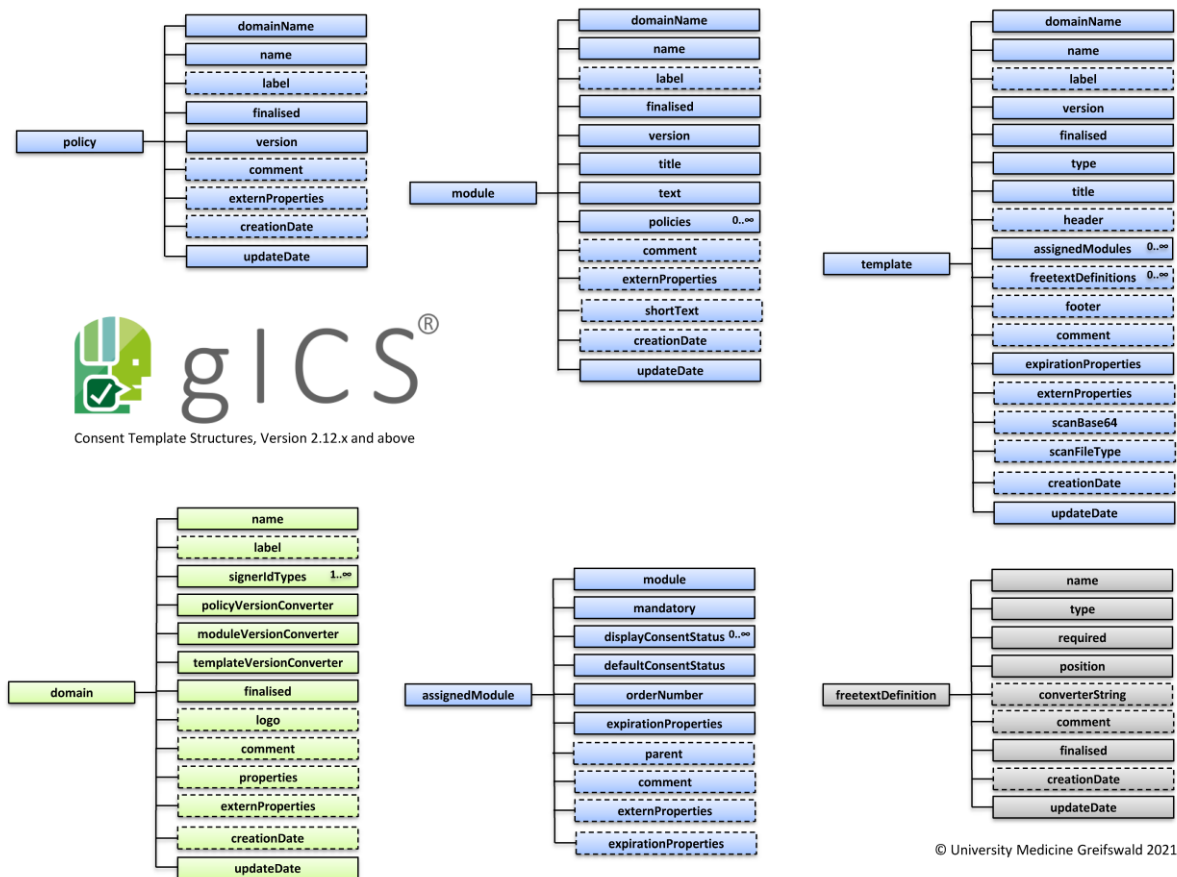 policy
domainName
name
label
finalised
version
comment
externProperties
creationDate
updateDate
module
domainName
name
label
finalised
version
title
text
policies 0..∞
comment
externProperties
shortText
creationDate
updateDate
template
domainName
name
label
version
finalised
type
title
header
assignedModules 0..∞
freetextDefinitions 0..∞
footer
comment
expirationProperties
externProperties
scanBase64
scanFileType
creationDate
updateDate
gICS®
Consent Template Structures, Version 2.12.x and above
domain
name
label
signerIdTypes 1..∞
policyVersionConverter
moduleVersionConverter
templateVersionConverter
finalised
logo
comment
properties
externProperties
creationDate
updateDate
assignedModule
module
mandatory
displayConsentStatus 0..∞
defaultConsentStatus
orderNumber
expirationProperties
parent
comment
externProperties
expirationProperties
freetextDefinition
name
type
required
position
converterString
comment
finalised
creationDate
updateDate
© University Medicine Greifswald 2021